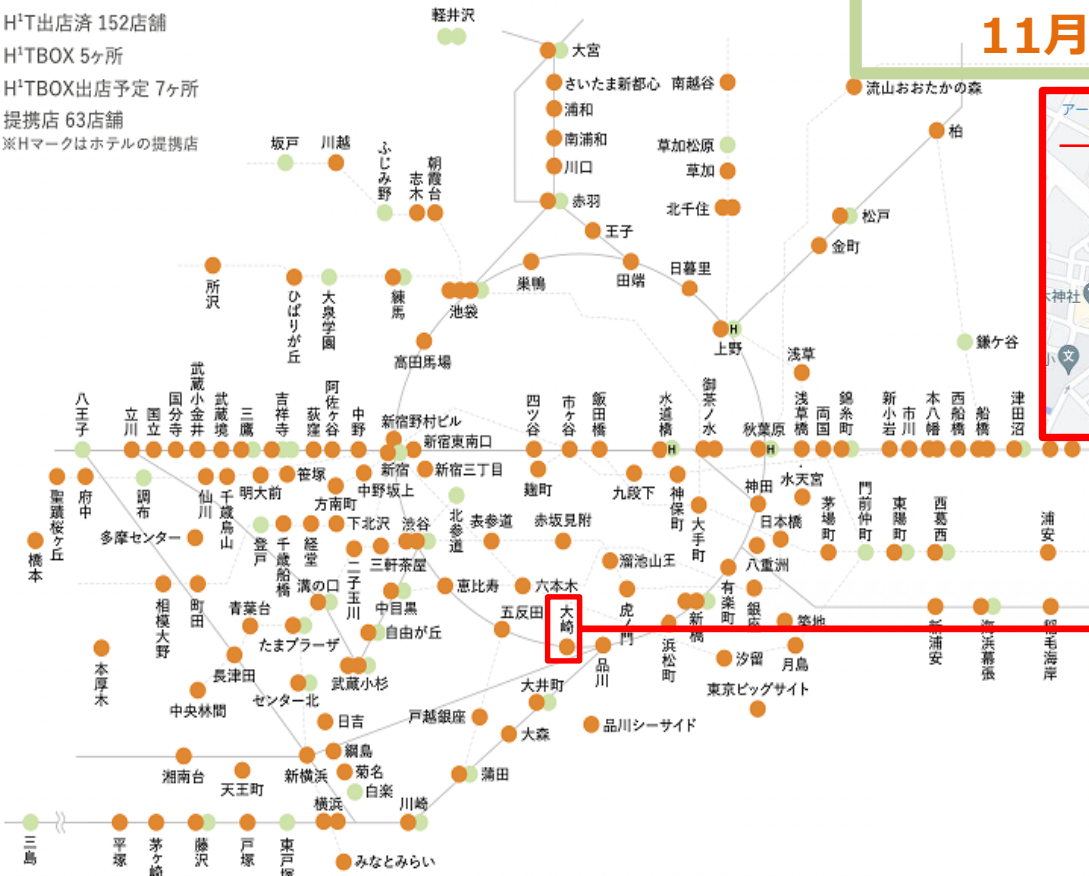 H¹T出店済 152店舗
H¹TBOX 5ヶ所
H¹TBOX出店予定 7ヶ所
提携店 63店舗
※Hマークはホテルの提携店
11月
軽井沢
大宮
さいたま新都心
南越谷
流山おおたかの森
アー
浦和
柏
南浦和
坂戸
川越
ふじみ野
志木
朝霞台
川口
草加松原
草加
赤羽
北千住
松戸
王子
金町
所沢
ひばりが丘
大泉学園
練馬
池袋
巣鴨
田端
日暮里
木神社
上野
高田馬場
浅草
鎌ケ谷
小
文
H
八王子
立川
国立
国分寺
武蔵小金井
武蔵境
三鷹
吉祥寺
荻窪
阿佐ヶ谷
中野
新宿野村ビル
新宿東南口
新宿
四ツ谷
市ヶ谷
飯田橋
水道橋
H
御茶ノ水
秋葉原
H
浅草橋
両国
錦糸町
新小岩
市川
本八幡
西船橋
船橋
津田沼
聖蹟桜ヶ丘
府中
調布
仙川
千歳烏山
明大前
笹塚
方南町
中野坂上
新宿三丁目
麹町
九段下
神保町
大手町
神田
水天宮
橋本
多摩センター
登戸
千歳船橋
経堂
下北沢
渋谷
北参道
表参道
赤坂見附
日本橋
茅場町
門前仲町
東陽町
西葛西
浦安
三軒茶屋
二子玉川
溜池山王
八重洲
相模大野
町田
溝の口
中目黒
恵比寿
六本木
虎ノ門
新橋
有楽町
銀座
築地
青葉台
たまプラーザ
自由が丘
五反田
大崎
品川
浜松町
汐留
月島
新浦安
海浜幕張
稲毛海岸
本厚木
長津田
武蔵小杉
中央林間
センター北
大井町
東京ビッグサイト
日吉
戸越銀座
大森
品川シーサイド
湘南台
天王町
新横浜
綱島
菊名
白楽
蒲田
横浜
川崎
三島
平塚
茅ヶ崎
藤沢
戸塚
東戸塚
みなとみらい